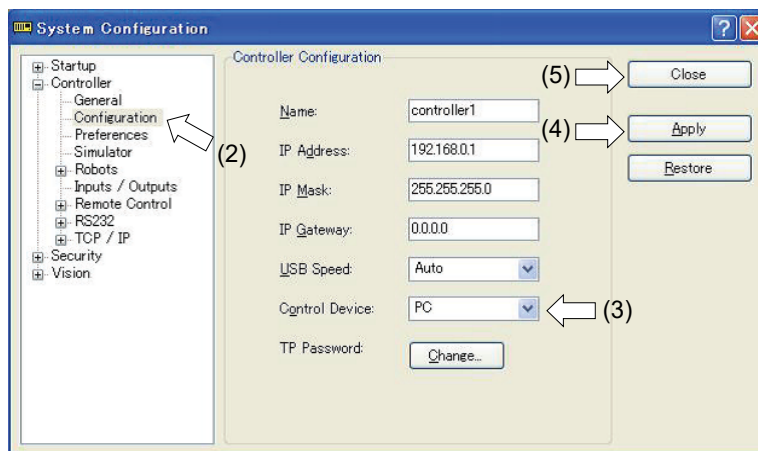 System Configuration
Startup
Controller
General
Configuration
Preferences
Simulator
Robots
Inputs / Outputs
Remote Control
RS232
TCP / IP
Security
Vision
(2)
Controller Configuration
Name: controller1
IP Address: 192.168.0.1
IP Mask: 255.255.255.0
IP Gateway: 0.0.0.0
USB Speed: Auto
Control Device: PC
(3)
TP Password: Change...
(5) Close
(4) Apply
Restore